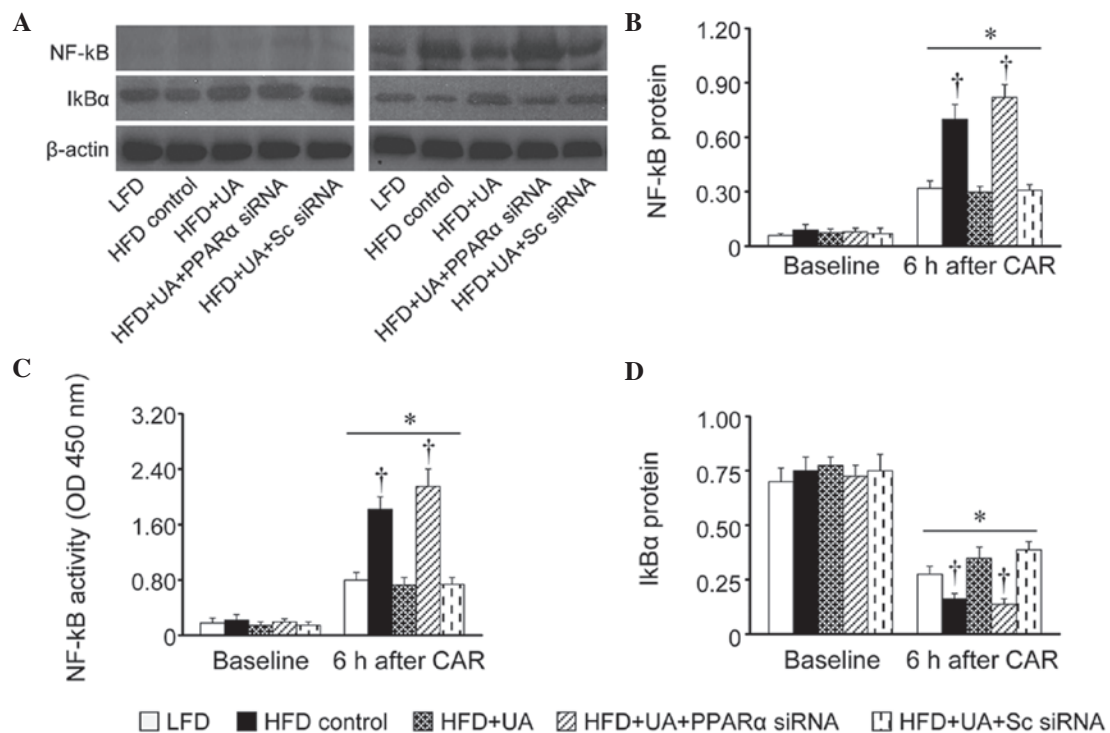 A
NF-kB
IkBα
β-actin
LFD
HFD control
HFD+UA
HFD+UA+PPARα siRNA
HFD+UA+Sc siRNA
LFD
HFD control
HFD+UA
HFD+UA+PPARα siRNA
HFD+UA+Sc siRNA
B
NF-kB protein
1.20
0.90
0.60
0.30
0
*
†
†
Baseline
6 h after CAR
C
NF-kB activity (OD 450 nm)
3.20
2.40
1.60
0.80
0
*
†
†
Baseline
6 h after CAR
D
IkBα protein
1.00
0.75
0.50
0.25
0
*
†
†
Baseline
6 h after CAR
LFD HFD control HFD+UA HFD+UA+PPARα siRNA HFD+UA+Sc siRNA